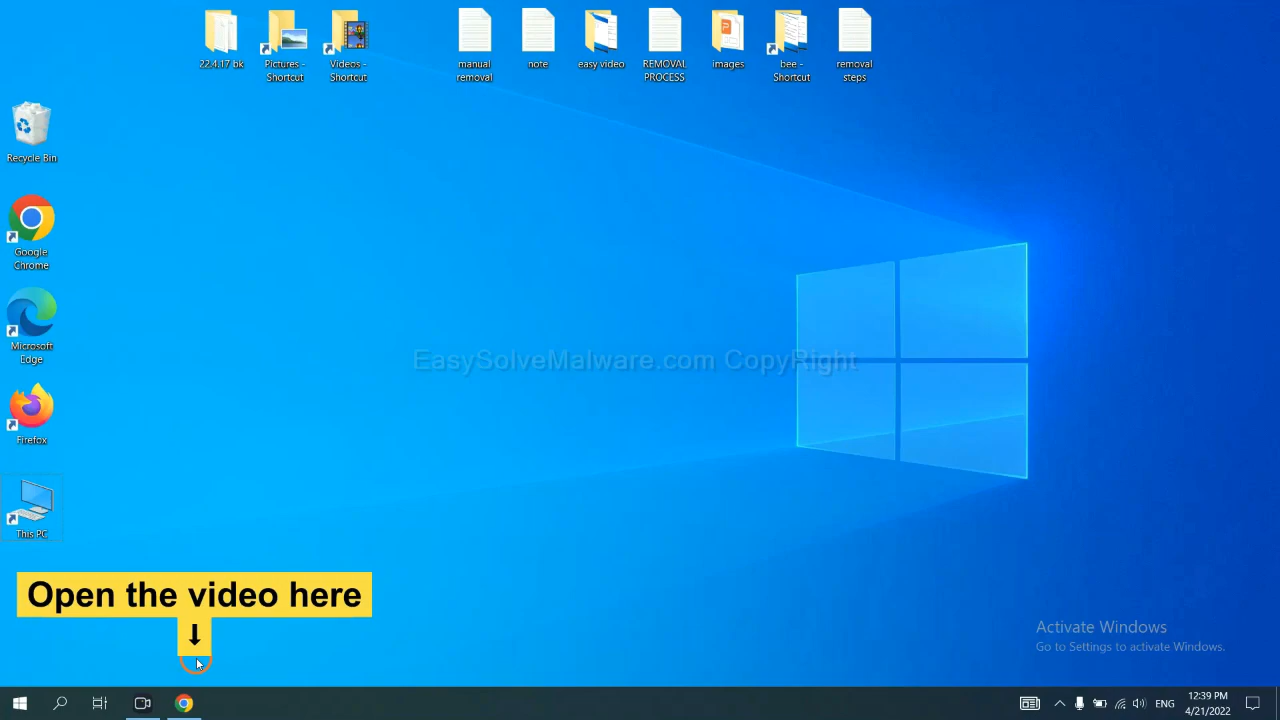 22.4.17 bk
Pictures -
Shortcut
Videos -
Shortcut
manual
removal
note
easy video
REMOVAL
PROCESS
images
bee -
Shortcut
removal
steps
Recycle Bin
Google
Chrome
Microsoft
Edge
Firefox
This PC
EasySolveMalware.com CopyRight
Open the video here
Activate Windows
Go to Settings to activate Windows.
ENG
12:39 PM
4/21/2022